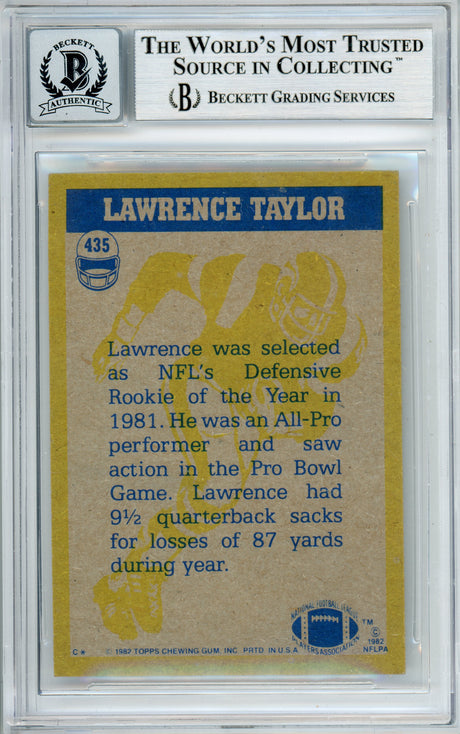 BECKETT
B
AUTHENTIC
THE WORLD'S MOST TRUSTED
SOURCE IN COLLECTING™
B BECKETT GRADING SERVICES
LAWRENCE TAYLOR
435
Lawrence was selected
as NFL's Defensive
Rookie of the Year in
1981. He was an All-Pro
performer and saw
action in the Pro Bowl
Game. Lawrence had
9½ quarterback sacks
for losses of 87 yards
during year.
NATIONAL FOOTBALL LEAGUE
PLAYERS ASSOCIATION
™
©
1982
NFLPA
C* © 1982 TOPPS CHEWING GUM, INC. PRTD. IN U.S.A.